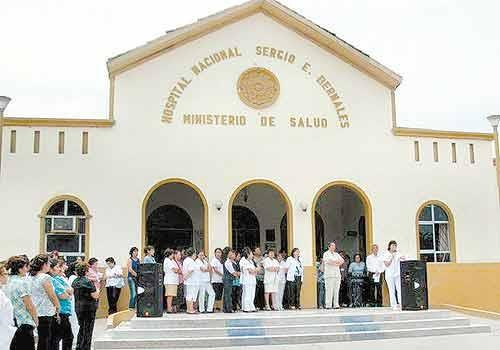 HOSPITAL NACIONAL SERGIO E. BERNALES
MINISTERIO DE SALUD